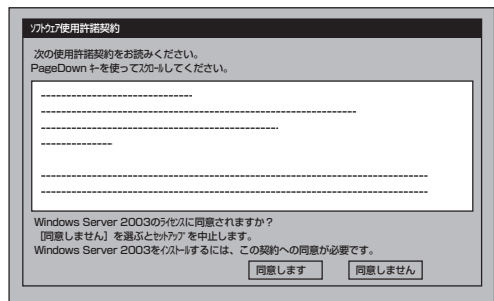 ｿﾌﾄｳｪｱ使用許諾契約
次の使用許諾契約をお読みください。
PageDown ｷｰを使ってｽｸﾛｰﾙしてください。
Windows Server 2003のﾗｲｾﾝｽに同意されますか？
［同意しません］を選ぶとｾｯﾄｱｯﾌﾟを中止します。
Windows Server 2003をｲﾝｽﾄｰﾙするには、この契約への同意が必要です。
同意します 同意しません